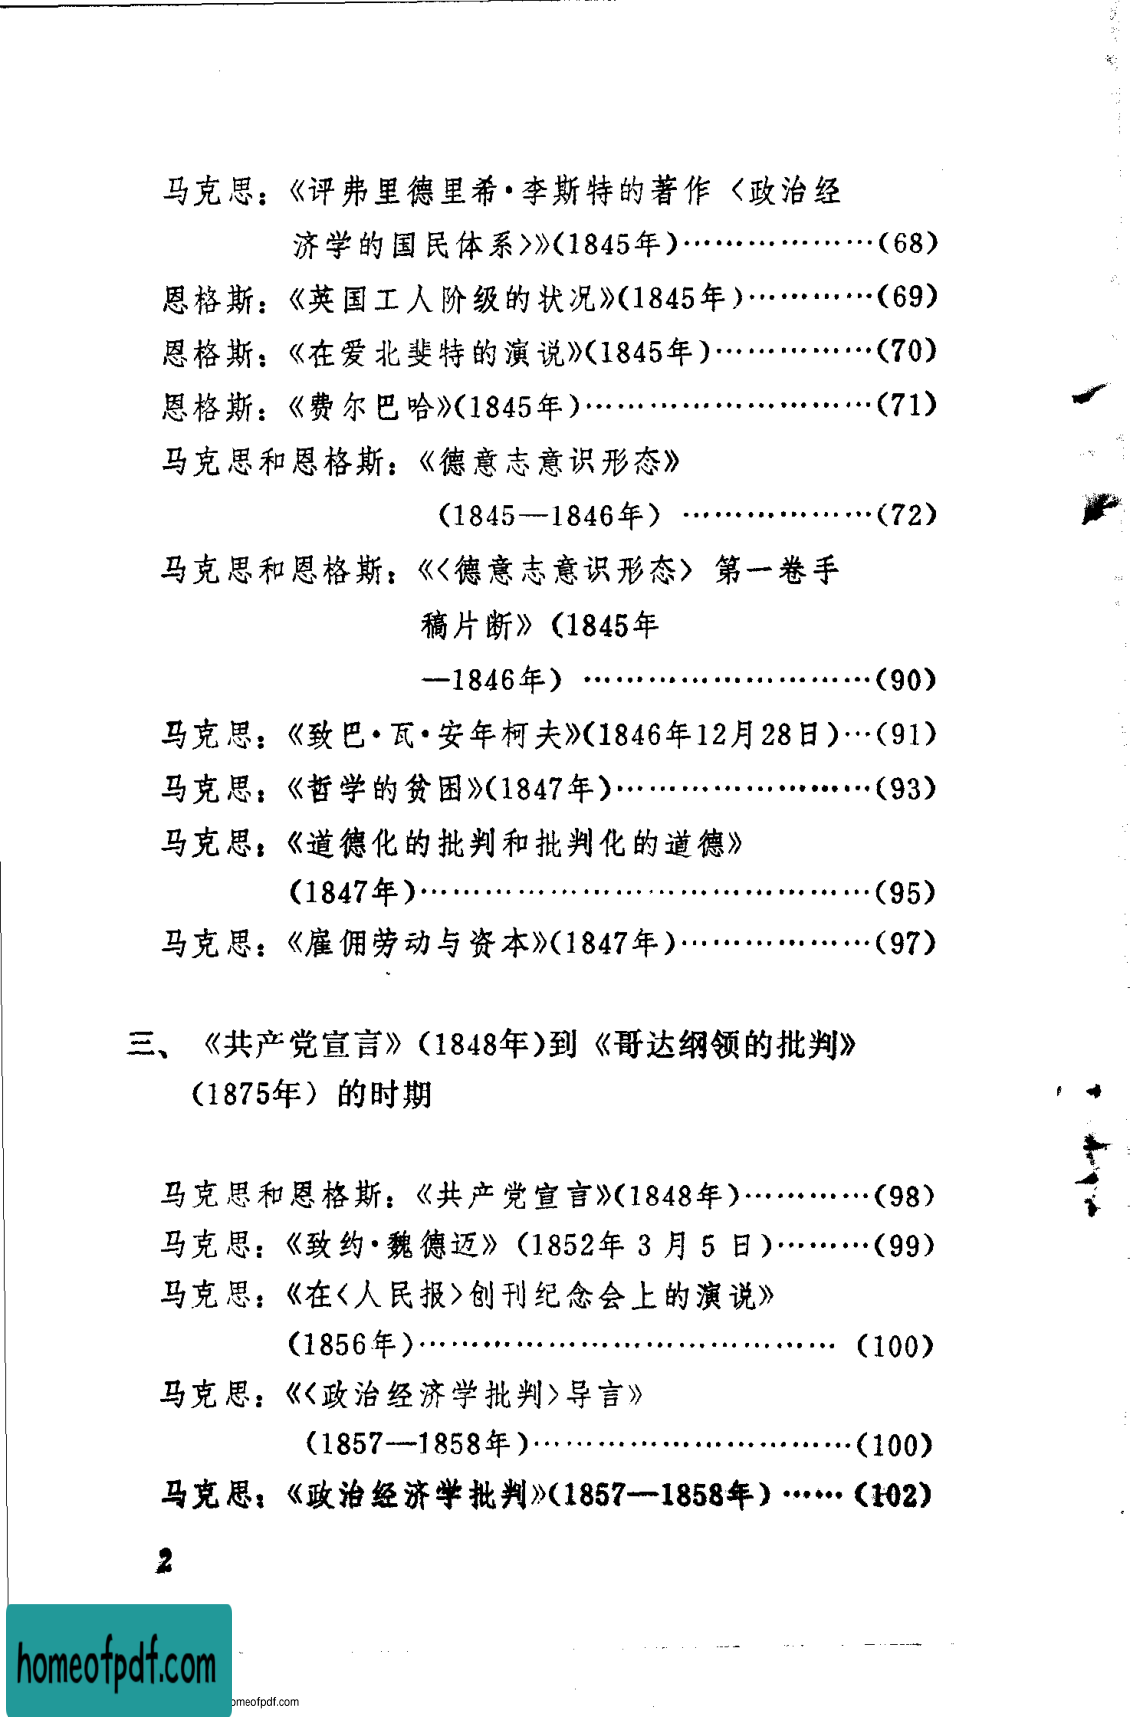 马克思：《评弗里德里希·李斯特的著作〈政治经
济学的国民体系〉》(1845年)………………(68)
恩格斯：《英国工人阶级的状况》(1845年)…………(69)
恩格斯：《在爱北斐特的演说》(1845年)……………(70)
恩格斯：《费尔巴哈》(1845年)………………………(71)
马克思和恩格斯：《德意志意识形态》
(1845—1846年) ………………(72)
马克思和恩格斯：《〈德意志意识形态〉第一卷手
稿片断》(1845年
—1846年) ………………………(90)
马克思：《致巴·瓦·安年柯夫》(1846年12月28日)…(91)
马克思：《哲学的贫困》(1847年)……………………(93)
马克思：《道德化的批判和批判化的道德》
(1847年)……………………………………(95)
马克思：《雇佣劳动与资本》(1847年)………………(97)
三、《共产党宣言》(1848年)到《哥达纲领的批判》
(1875年) 的时期
马克思和恩格斯：《共产党宣言》(1848年)…………(98)
马克思：《致约·魏德迈》(1852年 3 月 5 日)………(99)
马克思：《在〈人民报〉创刊纪念会上的演说》
(1856年)………………………………… (100)
马克思：《〈政治经济学批判〉导言》
(1857—1858年)…………………………(100)
马克思：《政治经济学批判》(1857—1858年) …… (102)
2
homeofpdf.com
omeofpdf.com